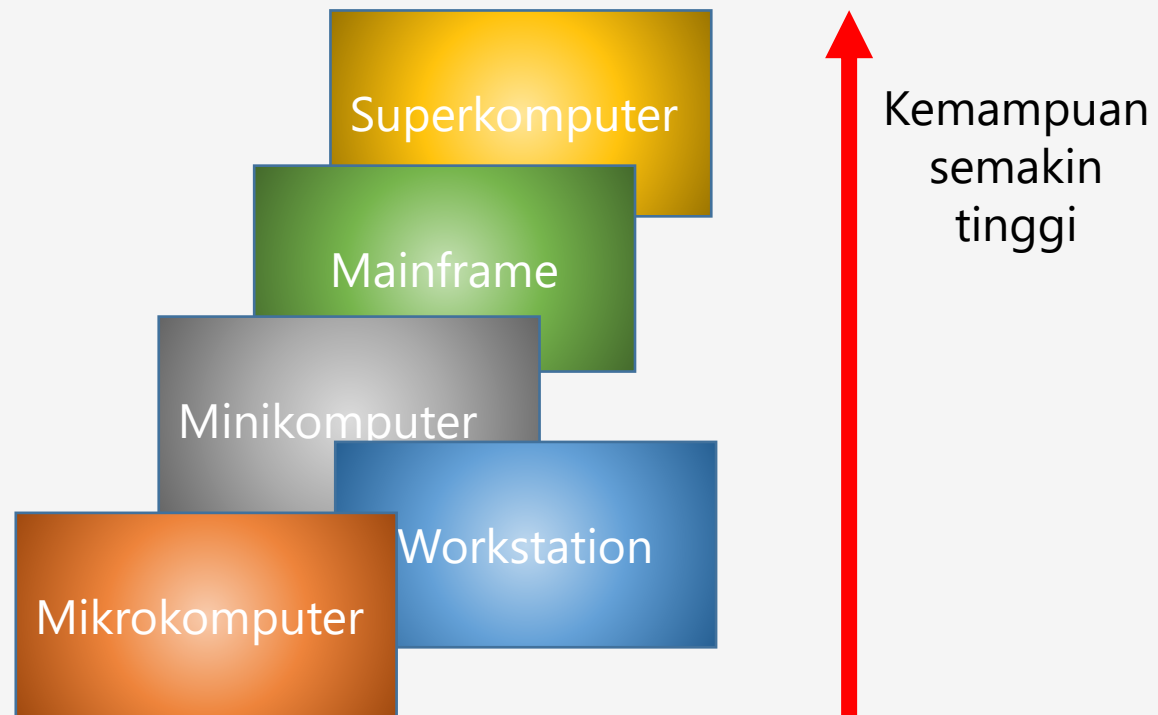 Superkomputer
Kemampuan
semakin
tinggi
Mainframe
Minikomputer
Workstation
Mikrokomputer